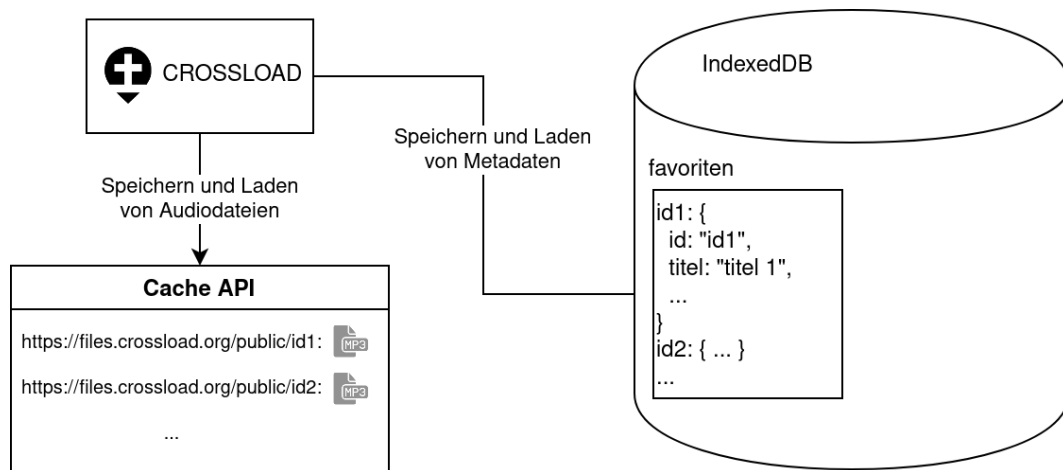 CROSSLOAD
IndexedDB
Speichern und Laden
von Metadaten
Speichern und Laden
von Audiodateien
favoriten
id1: {
id: "id1",
titel: "titel 1",
...
}
id2: { ... }
...
Cache API
https://files.crossload.org/public/id1:
MP3
https://files.crossload.org/public/id2:
MP3
...